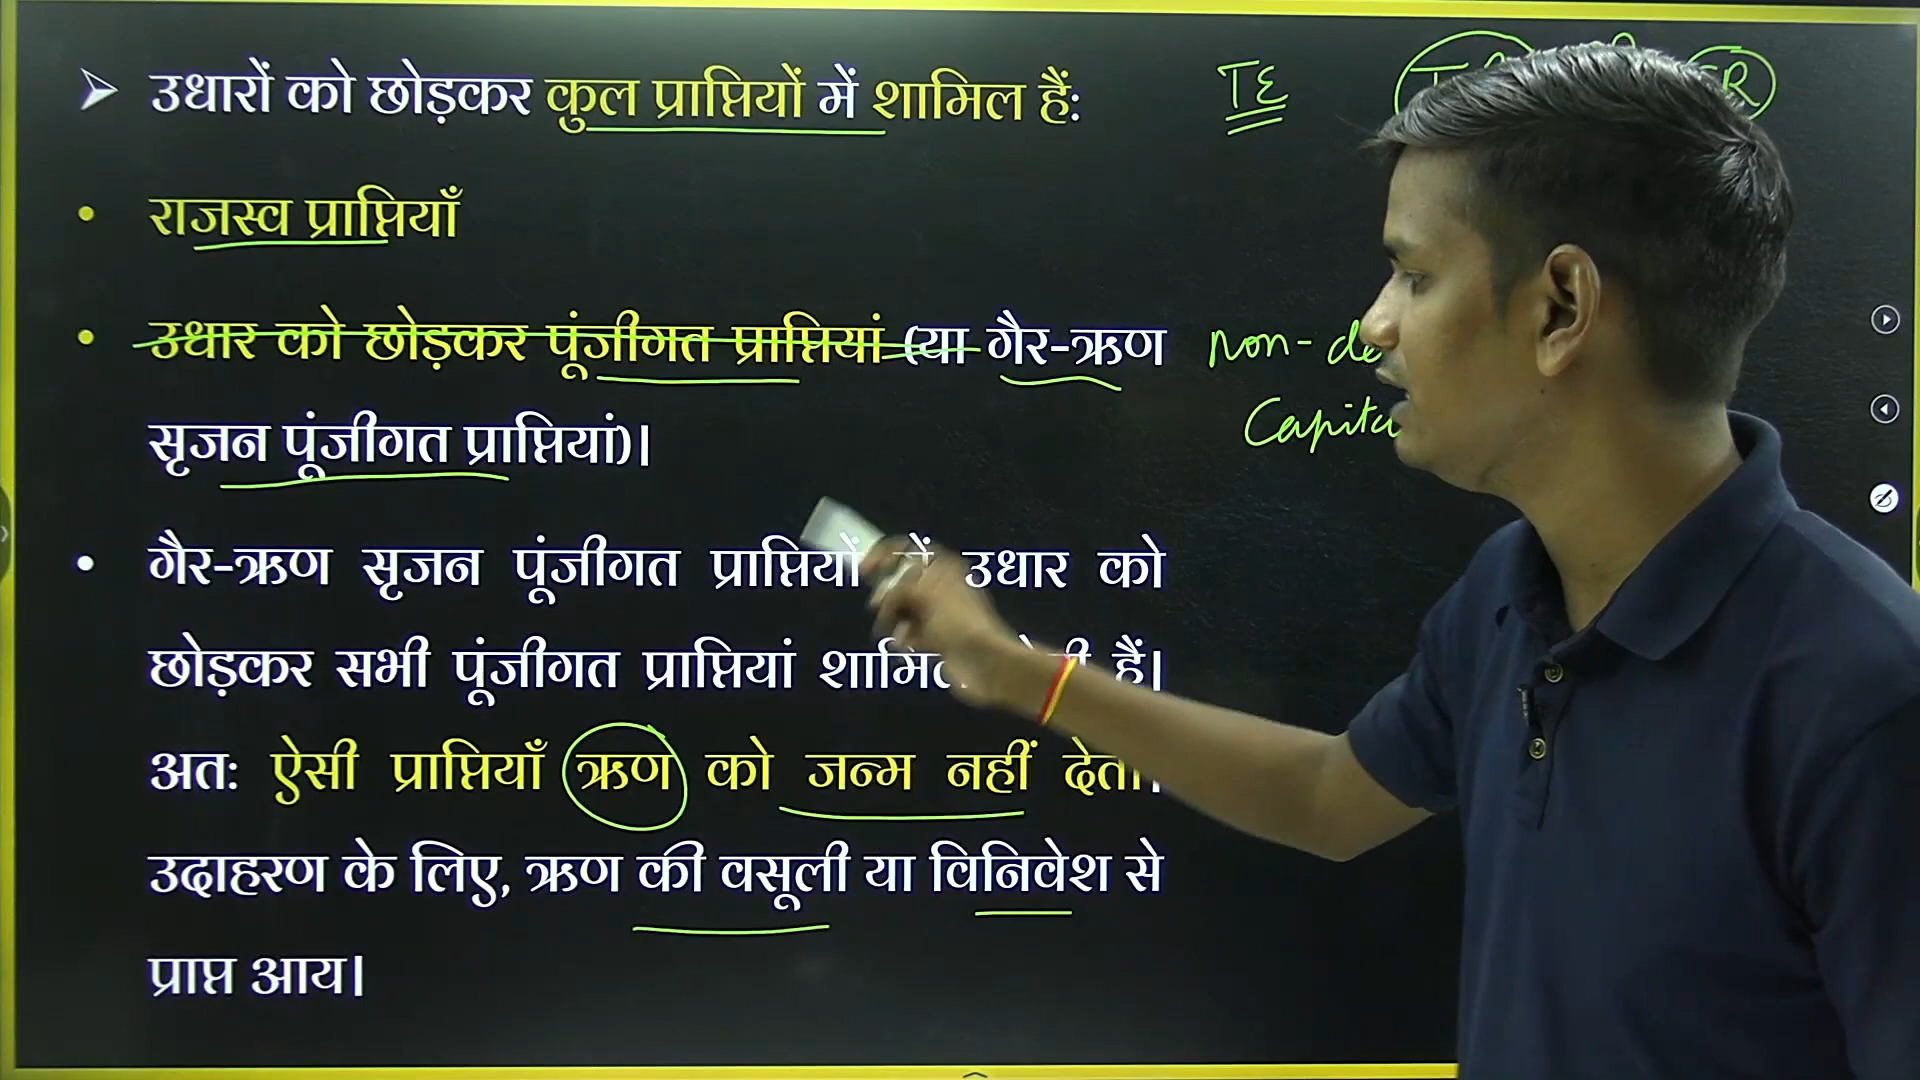 उधारों को छोड़कर कुल प्राप्तियों में शामिल हैं:
TE
राजस्व प्राप्तियाँ
उधार को छोड़कर पूंजीगत प्राप्तियां (या गैर-ऋण
non-
सृजन पूंजीगत प्राप्तियां)।
गैर-ऋण सृजन पूंजीगत प्राप्तियों में उधार को
छोड़कर सभी पूंजीगत प्राप्तियां हैं।
अतः ऐसी प्राप्तियाँ ऋण को जन्म नहीं
उदाहरण के लिए, ऋण की वसूली या विनिवेश से
प्राप्त आय।